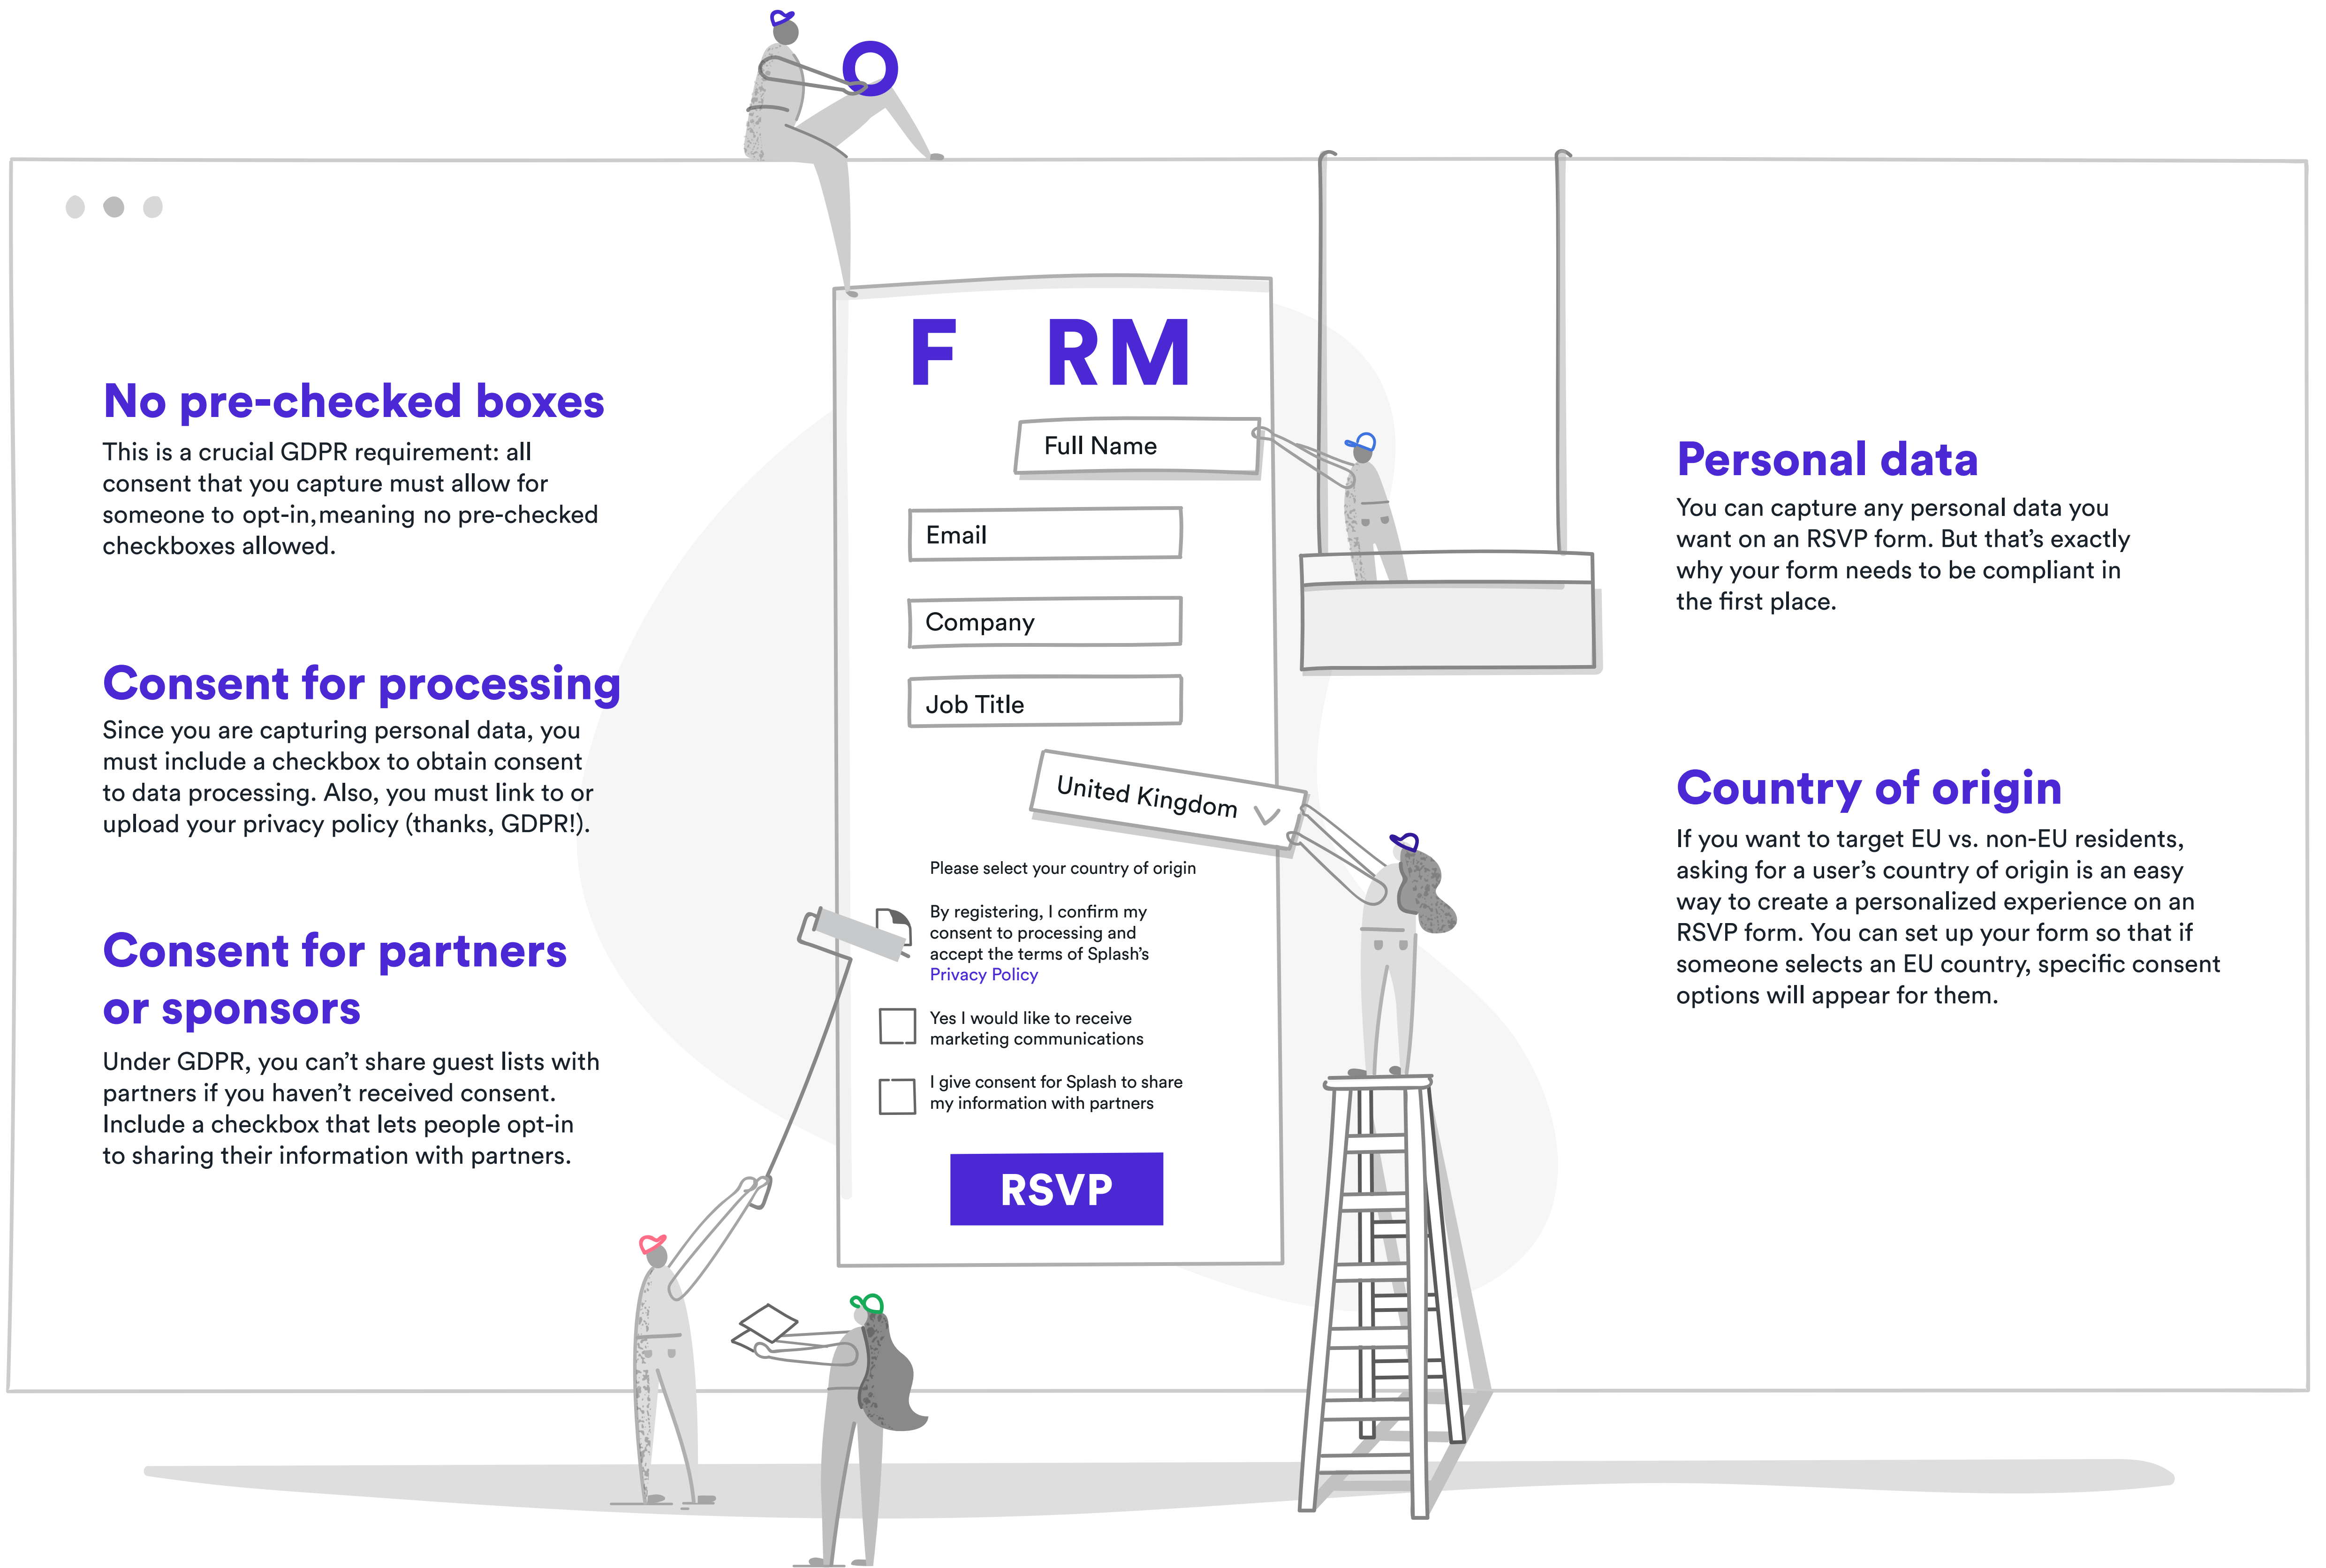 No pre-checked boxes
This is a crucial GDPR requirement: all
consent that you capture must allow for
someone to opt-in,meaning no pre-checked
checkboxes allowed.
Consent for processing
Since you are capturing personal data, you
must include a checkbox to obtain consent
to data processing. Also, you must link to or
upload your privacy policy (thanks, GDPR!).
Consent for partners
or sponsors
Under GDPR, you can’t share guest lists with
partners if you haven’t received consent.
Include a checkbox that lets people opt-in
to sharing their information with partners.
O
F RM
Full Name
Email
Company
Job Title
United Kingdom
Please select your country of origin
By registering, I confirm my
consent to processing and
accept the terms of Splash’s
Privacy Policy
Yes I would like to receive
marketing communications
I give consent for Splash to share
my information with partners
RSVP
Personal data
You can capture any personal data you
want on an RSVP form. But that’s exactly
why your form needs to be compliant in
the first place.
Country of origin
If you want to target EU vs. non-EU residents,
asking for a user’s country of origin is an easy
way to create a personalized experience on an
RSVP form. You can set up your form so that if
someone selects an EU country, specific consent
options will appear for them.